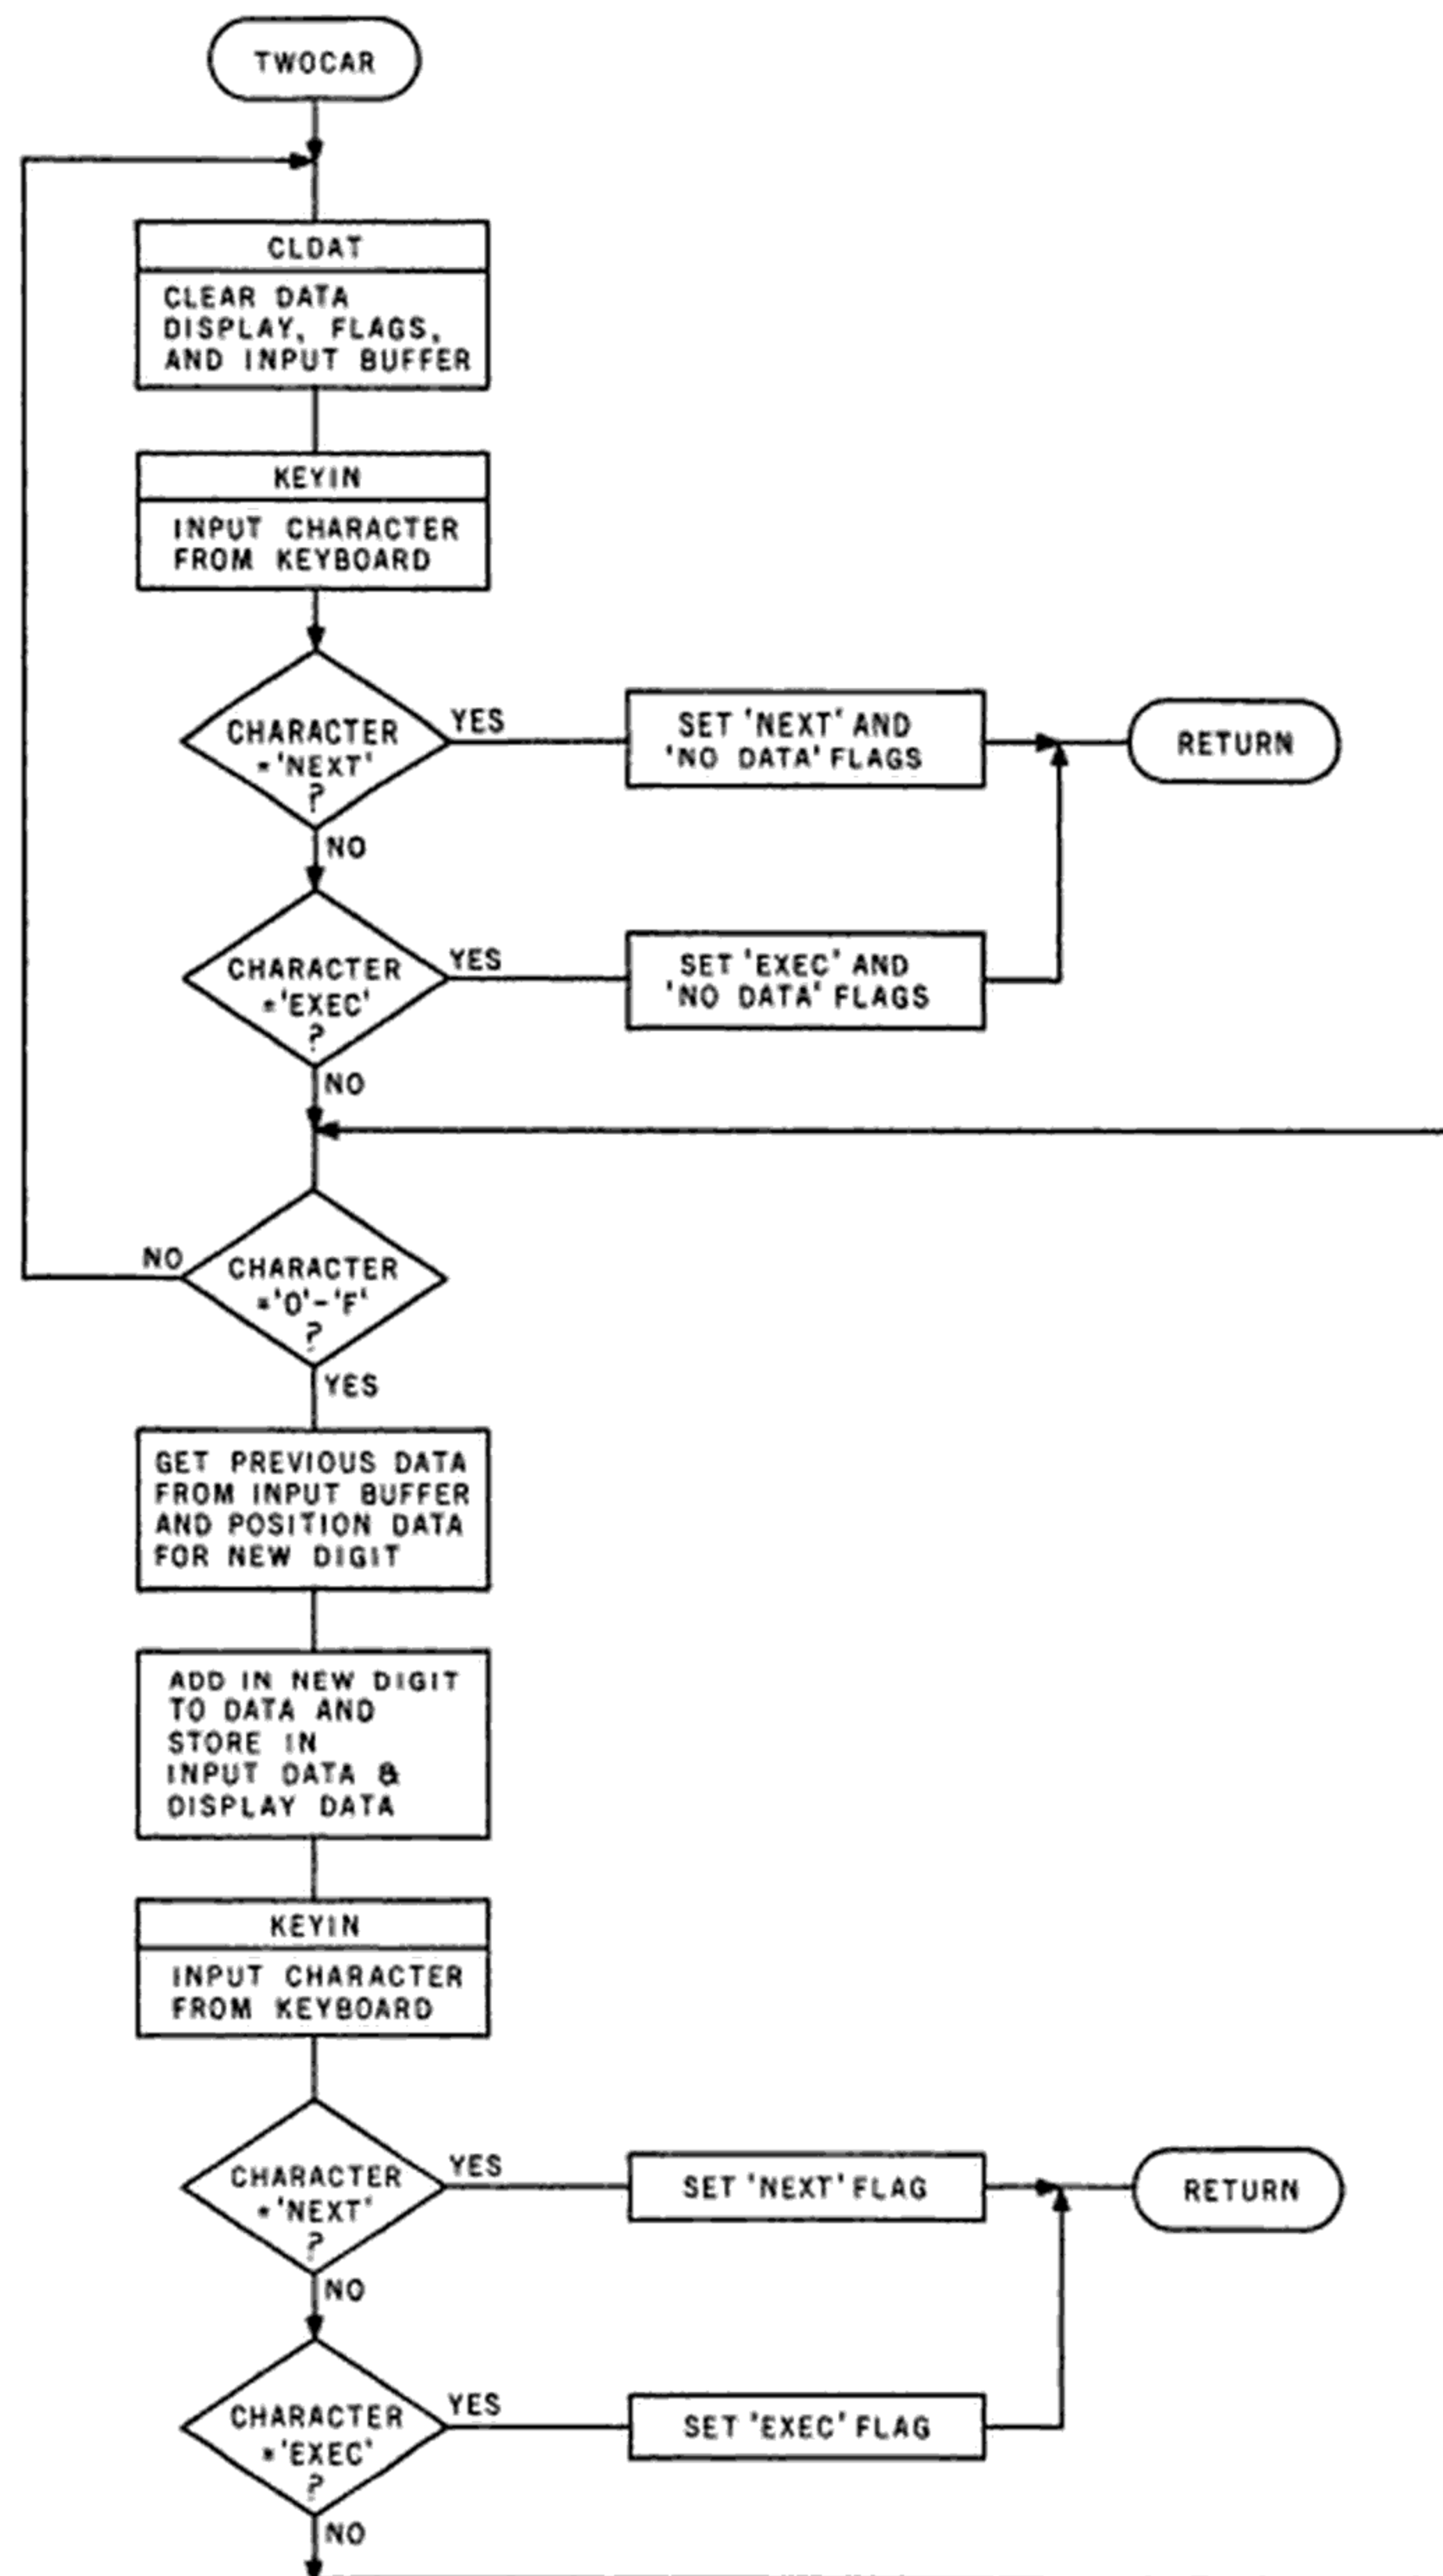 TWOCAR
CLDAT
CLEAR DATA
DISPLAY, FLAGS,
AND INPUT BUFFER
KEYIN
INPUT CHARACTER
FROM KEYBOARD
CHARACTER
='NEXT'
?
YES
SET 'NEXT' AND
'NO DATA' FLAGS
RETURN
NO
CHARACTER
='EXEC'
?
YES
SET 'EXEC' AND
'NO DATA' FLAGS
NO
NO
CHARACTER
='0'-'F'
?
YES
GET PREVIOUS DATA
FROM INPUT BUFFER
AND POSITION DATA
FOR NEW DIGIT
ADD IN NEW DIGIT
TO DATA AND
STORE IN
INPUT DATA &
DISPLAY DATA
KEYIN
INPUT CHARACTER
FROM KEYBOARD
CHARACTER
='NEXT'
?
YES
SET 'NEXT' FLAG
RETURN
NO
CHARACTER
='EXEC'
?
YES
SET 'EXEC' FLAG
NO